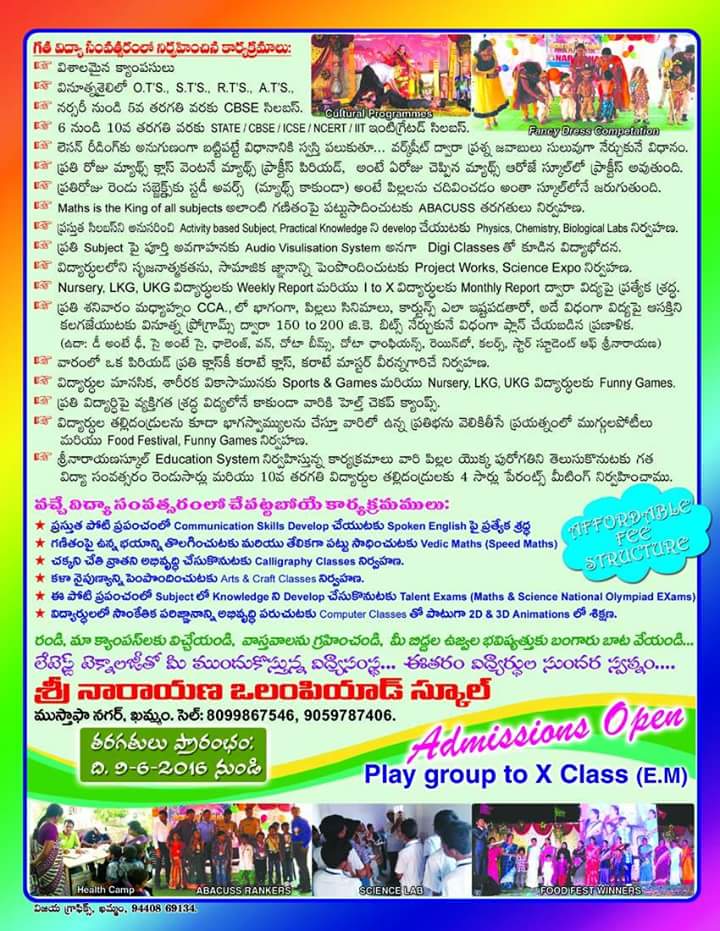 గత విద్యా సంవత్సరంలో నిర్వహించిన కార్యక్రమాలు:
విశాలమైన క్యాంపసులు
వినూత్నశైలిలో O.T'S., S.T'S., R.T'S., A.T'S.,
నర్సరీ నుండి 5వ తరగతి వరకు CBSE సిలబస్.
6 నుండి 10వ తరగతి వరకు STATE / CBSE / ICSE / NCERT / IIT ఇంటిగ్రేటెడ్ సిలబస్.
Cultural Programmes
Fancy Dress Competation
లెసన్ రీడింగ్‌కు అనుగుణంగా బట్టిపట్టే విధానానికి స్వస్తి పలుకుతూ... వర్క్‌షీట్ ద్వారా ప్రశ్న జవాబులు సులువుగా నేర్చుకునే విధానం.
ప్రతి రోజు మ్యాథ్స్ క్లాస్ వెంటనే మ్యాథ్స్ ప్రాక్టీస్ పిరియడ్, అంటే ఏరోజు చెప్పిన మ్యాథ్స్ ఆరోజే స్కూల్‌లో ప్రాక్టీస్ అవుతుంది.
ప్రతిరోజు రెండు సబ్జెక్ట్స్‌కు స్టడీ అవర్స్ (మ్యాథ్స్ కాకుండా) అంటే పిల్లలను చదివించడం అంతా స్కూల్‌లోనే జరుగుతుంది.
Maths is the King of all subjects అలాంటి గణితంపై పట్టుసాదించుటకు ABACUSS తరగతులు నిర్వహణ.
ప్రస్తుత సిలబస్‌ని అనుసరించి Activity based Subject, Practical Knowledge ని develop చేయుటకు Physics, Chemistry, Biological Labs నిర్వహణ.
ప్రతి Subject పై పూర్తి అవగాహనకు Audio Visulisation System అనగా Digi Classes తో కూడిన విద్యాభోదన.
విద్యార్థులలోని సృజనాత్మకతను, సామాజిక జ్ఞానాన్ని పెంపొందించుటకు Project Works, Science Expo నిర్వహణ.
Nursery, LKG, UKG విద్యార్థులకు Weekly Report మరియు I to X విద్యార్థులకు Monthly Report ద్వారా విద్యపై ప్రత్యేక శ్రద్ధ.
ప్రతి శనివారం మధ్యాహ్నం CCA., లో భాగంగా, పిల్లలు సినిమాలు, కార్టున్స్ ఎలా ఇష్టపడతారో, అదే విధంగా విద్యపై ఆసక్తిని
కలగజేయుటకు వినూత్న ప్రోగ్రామ్స్ ద్వారా 150 to 200 జి.కె. బిట్స్ నేర్చుకునే విధంగా ప్లాన్ చేయబడిన ప్రణాళిక.
(ఉదా: డీ అంటే ఢీ, సై అంటే సై, ఛాలెంజ్, వన్, చోటా బీమ్స్, చోటా ఛాంఫియన్స్, రెయిన్‌బో, కలర్స్, స్టార్ స్టూడెంట్ ఆఫ్ శ్రీనారాయణ)
వారంలో ఒక పిరియడ్ ప్రతి క్లాస్‌కీ కరాటే క్లాస్, కరాటే మాస్టర్ వీరన్నగారిచే నిర్వహణ.
విద్యార్థుల మానసిక, శారీరక వికాసామునకు Sports & Games మరియు Nursery, LKG, UKG విద్యార్థులకు Funny Games.
ప్రతి విద్యార్థిపై వ్యక్తిగత శ్రద్ధ విద్యలోనే కాకుండా వారికి హెల్త్ చెకప్ క్యాంప్స్.
విద్యార్థుల తల్లిదండ్రులను కూడా భాగస్వామ్యులను చేస్తూ వారిలో ఉన్న ప్రతిభను వెలికితీసే ప్రయత్నంలో ముగ్గులపోటీలు
మరియు Food Festival, Funny Games నిర్వహణ.
శ్రీనారాయణస్కూల్ Education System నిర్వహిస్తున్న కార్యక్రమాలు వారి పిల్లల యొక్క పురోగతిని తెలుసుకొనుటకు గత
విద్యా సంవత్సరం రెండుసార్లు మరియు 10వ తరగతి విద్యార్థుల తల్లిదండ్రులకు 4 సార్లు పేరంట్స్ మీటింగ్ నిర్వహించాము.
వచ్చే విద్యా సంవత్సరంలో చేపట్టబోయే కార్యక్రమములు:
ప్రస్తుత పోటి ప్రపంచంలో Communication Skills Develop చేయుటకు Spoken English పై ప్రత్యేక శ్రద్ధ
గణితంపై ఉన్న భయాన్ని తొలగించుటకు మరియు తేలికగా పట్టు సాధించుటకు Vedic Maths (Speed Maths)
చక్కని చేతి వ్రాతని అభివృద్ధి చేసుకొనుటకు Calligraphy Classes నిర్వహణ.
కళా నైపుణ్యాన్ని పెంపొందించుటకు Arts & Craft Classes నిర్వహణ.
ఈ పోటీ ప్రపంచంలో Subject లో Knowledge ని Develop చేసుకొనుటకు Talent Exams (Maths & Science National Olympiad EXams)
విద్యార్థులలో సాంకేతిక పరిజ్ఞానాన్ని అభివృద్ధి పరుచుటకు Computer Classes తో పాటుగా 2D & 3D Animations లో శిక్షణ.
AFFORDABLE
FEE
STRUCTURE
రండి, మా క్యాంపస్‌లకు విచ్చేయండి, వాస్తవాలను గ్రహించండి, మీ బిడ్డల ఉజ్వల భవిష్యత్తుకు బంగారు బాట వేయండి...
లేటెస్ట్ టెక్నాలజీతో మీ ముందుకొస్తున్న విద్యాసంస్థ... ఈతరం విద్యార్థుల సుందర స్వప్నం....
శ్రీ నారాయణ ఒలంపియాడ్ స్కూల్
ముస్తాఫా నగర్, ఖమ్మం. సెల్: 8099867546, 9059787406.
తరగతులు ప్రారంభం:
ది. 9-6-2016 నుండి
Admissions Open
Play group to X Class (E.M)
Health Camp
ABACUSS RANKERS
SCIENCE LAB
FOOD FEST WINNERS
విజయ గ్రాఫిక్స్, ఖమ్మం, 94408 69134.